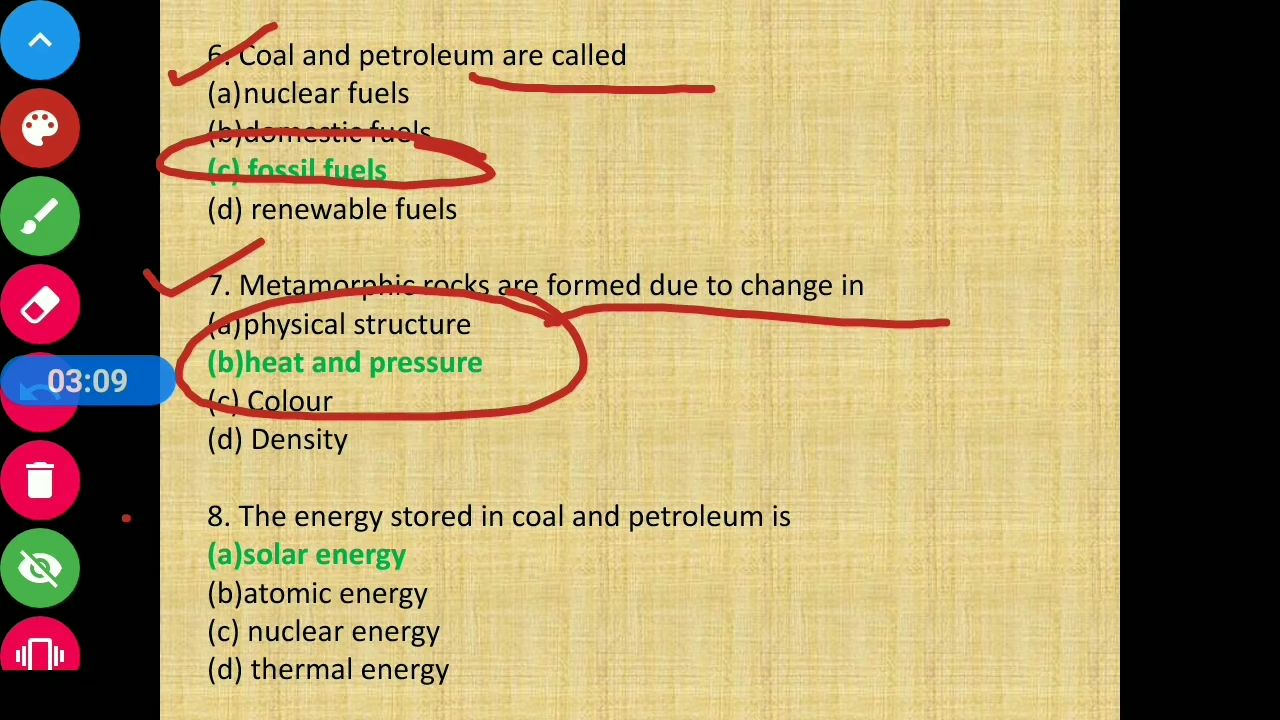 6. Coal and petroleum are called
(a)nuclear fuels
(b)domestic fuels
(c) fossil fuels
(d) renewable fuels
7. Metamorphic rocks are formed due to change in
(a)physical structure
(b)heat and pressure
(c) Colour
(d) Density
03:09
8. The energy stored in coal and petroleum is
(a)solar energy
(b)atomic energy
(c) nuclear energy
(d) thermal energy